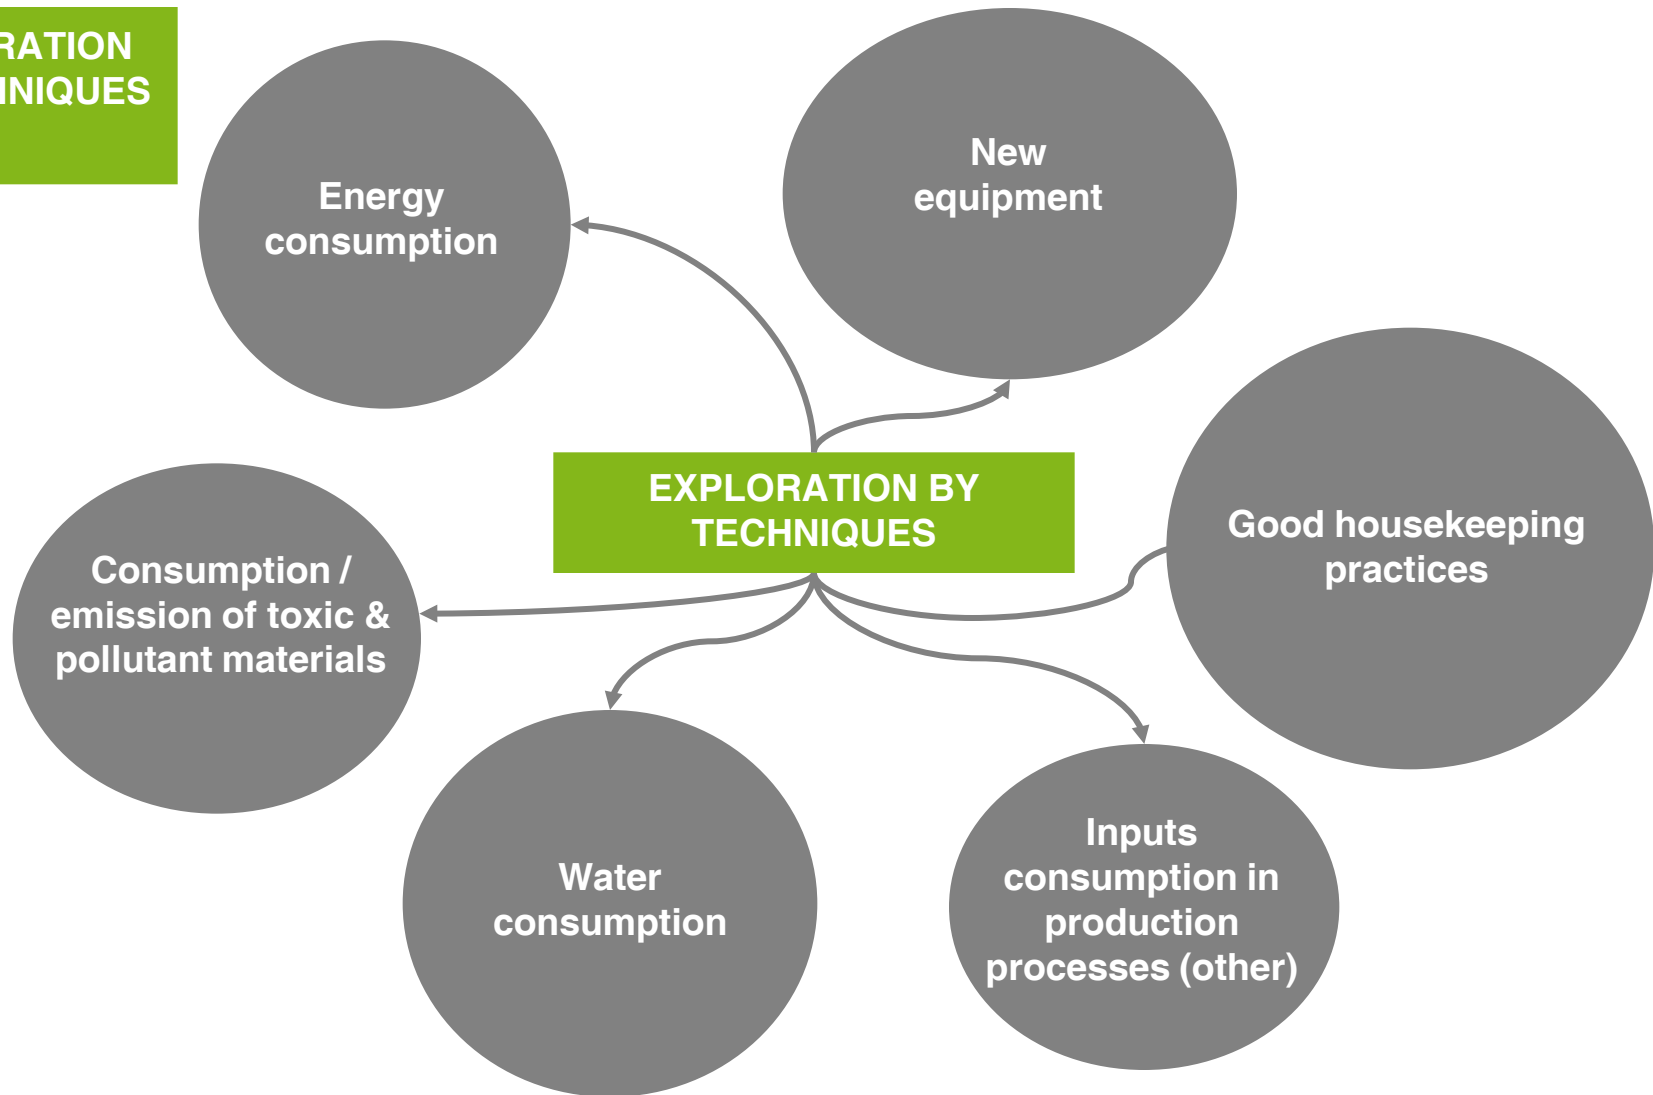 RATION
INIQUES
Energy
consumption
New
equipment
EXPLORATION BY
TECHNIQUES
Good housekeeping
practices
Consumption /
emission of toxic &
pollutant materials
Water
consumption
Inputs
consumption in
production
processes (other)